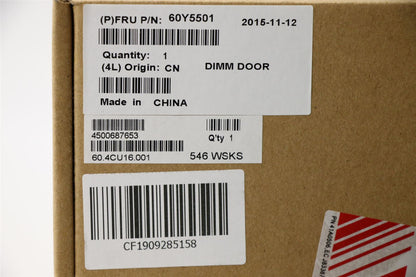 (P)FRU P/N: 60Y5501 2015-11-12
Quantity: 1
(4L) Origin: CN DIMM DOOR
Made in CHINA
4500687653 Q'ty 1
60.4CU16.001 546 WSKS
CF1909285158